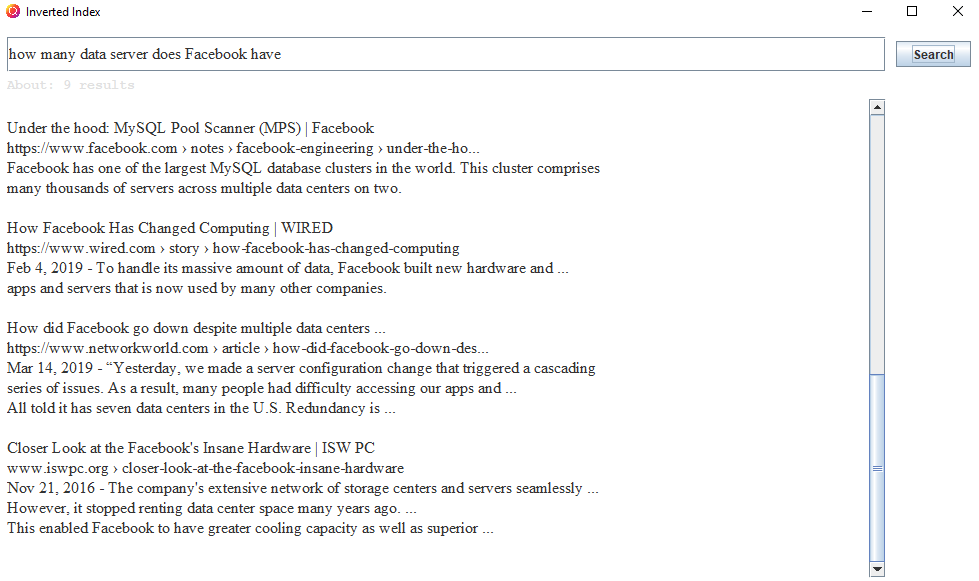 Inverted Index
how many data server does Facebook have
Search
About: 9 results
Under the hood: MySQL Pool Scanner (MPS) | Facebook
https://www.facebook.com › notes › facebook-engineering › under-the-ho...
Facebook has one of the largest MySQL database clusters in the world. This cluster comprises
many thousands of servers across multiple data centers on two.
How Facebook Has Changed Computing | WIRED
https://www.wired.com › story › how-facebook-has-changed-computing
Feb 4, 2019 - To handle its massive amount of data, Facebook built new hardware and ...
apps and servers that is now used by many other companies.
How did Facebook go down despite multiple data centers ...
https://www.networkworld.com › article › how-did-facebook-go-down-des...
Mar 14, 2019 - “Yesterday, we made a server configuration change that triggered a cascading
series of issues. As a result, many people had difficulty accessing our apps and ...
All told it has seven data centers in the U.S. Redundancy is ...
Closer Look at the Facebook's Insane Hardware | ISW PC
www.iswpc.org › closer-look-at-the-facebook-insane-hardware
Nov 21, 2016 - The company's extensive network of storage centers and servers seamlessly ...
However, it stopped renting data center space many years ago. ...
This enabled Facebook to have greater cooling capacity as well as superior ...